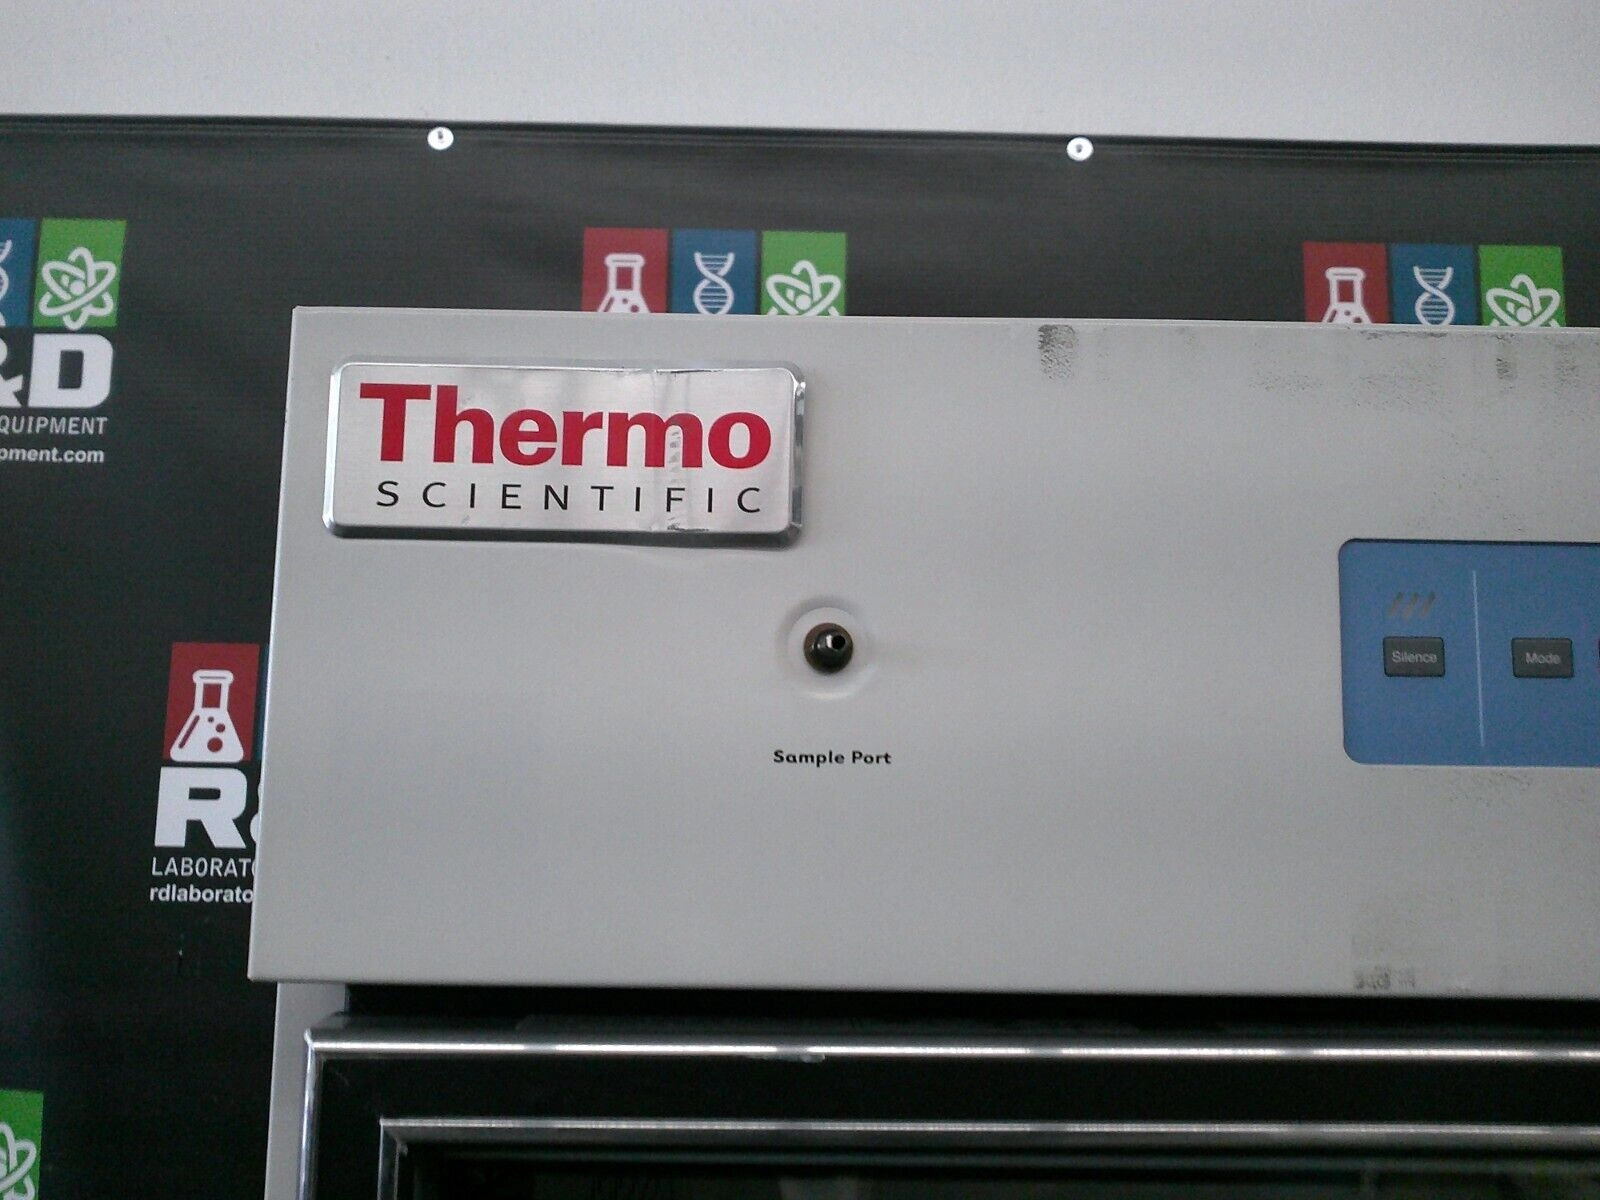 &D
QUIPMENT
pment.com
Thermo
SCIENTIFIC
Silence
Mode
Sample Port
R&
LABORATO
rdlaborato